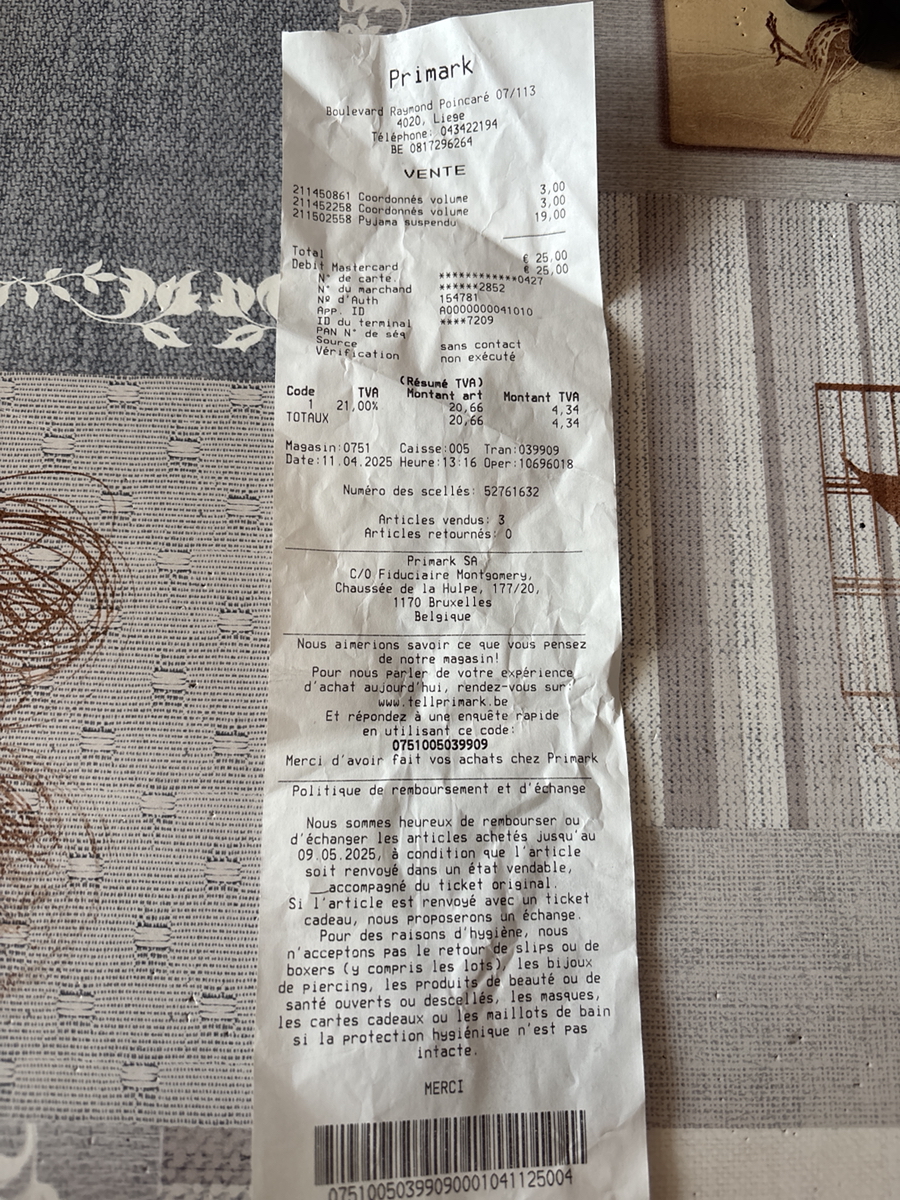 Primark
Boulevard Raymond Poincaré 07/113
4020, Liege
Téléphone: 043422194
BE 0817296264
VENTE
211450861 Coordonnés volume 3,00
211452258 Coordonnés volume 3,00
211502558 Pyjama suspendu 19,00
Total € 25,00
Debit Mastercard € 25,00
N° de carte. ************0427
N° du marchand ******2852
Nº d'Auth 154781
App. ID A0000000041010
ID du terminal ****7209
PAN N° de séq
Source sans contact
Vérification non exécuté
(Résumé TVA)
Code TVA Montant art Montant TVA
1 21,00% 20,66 4,34
TOTAUX 20,66 4,34
Magasin:0751 Caisse:005 Tran:039909
Date:11.04.2025 Heure:13:16 Oper:10696018
Numéro des scellés: 52761632
Articles vendus: 3
Articles retournés: 0
Primark SA
C/O Fiduciaire Montgomery,
Chaussée de la Hulpe, 177/20,
1170 Bruxelles
Belgique
Nous aimerions savoir ce que vous pensez
de notre magasin!
Pour nous parler de votre expérience
d'achat aujourd'hui, rendez-vous sur:
www.tellprimark.be
Et répondez à une enquête rapide
en utilisant ce code:
0751005039909
Merci d'avoir fait vos achats chez Primark
Politique de remboursement et d'échange
Nous sommes heureux de rembourser ou
d'échanger les articles achetés jusqu'au
09.05.2025, à condition que l'article
soit renvoyé dans un état vendable,
__accompagné du ticket original.
Si l'article est renvoyé avec un ticket
cadeau, nous proposerons un échange.
Pour des raisons d'hygiène, nous
n'acceptons pas le retour de slips ou de
boxers (y compris les lots), les bijoux
de piercing, les produits de beauté ou de
santé ouverts ou descellés, les masques,
les cartes cadeaux ou les maillots de bain
si la protection hygiénique n'est pas
intacte.
MERCI
07510050399090001041125004